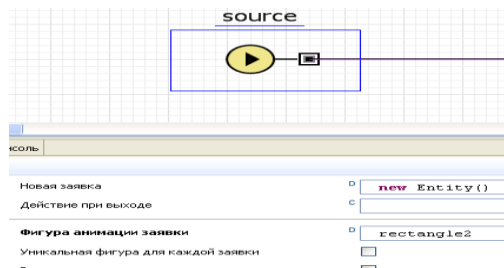 source
нсоль
Новая заявка D new Entity()
Действие при выходе C
Фигура анимации заявки D rectangle2
Уникальная фигура для каждой заявки